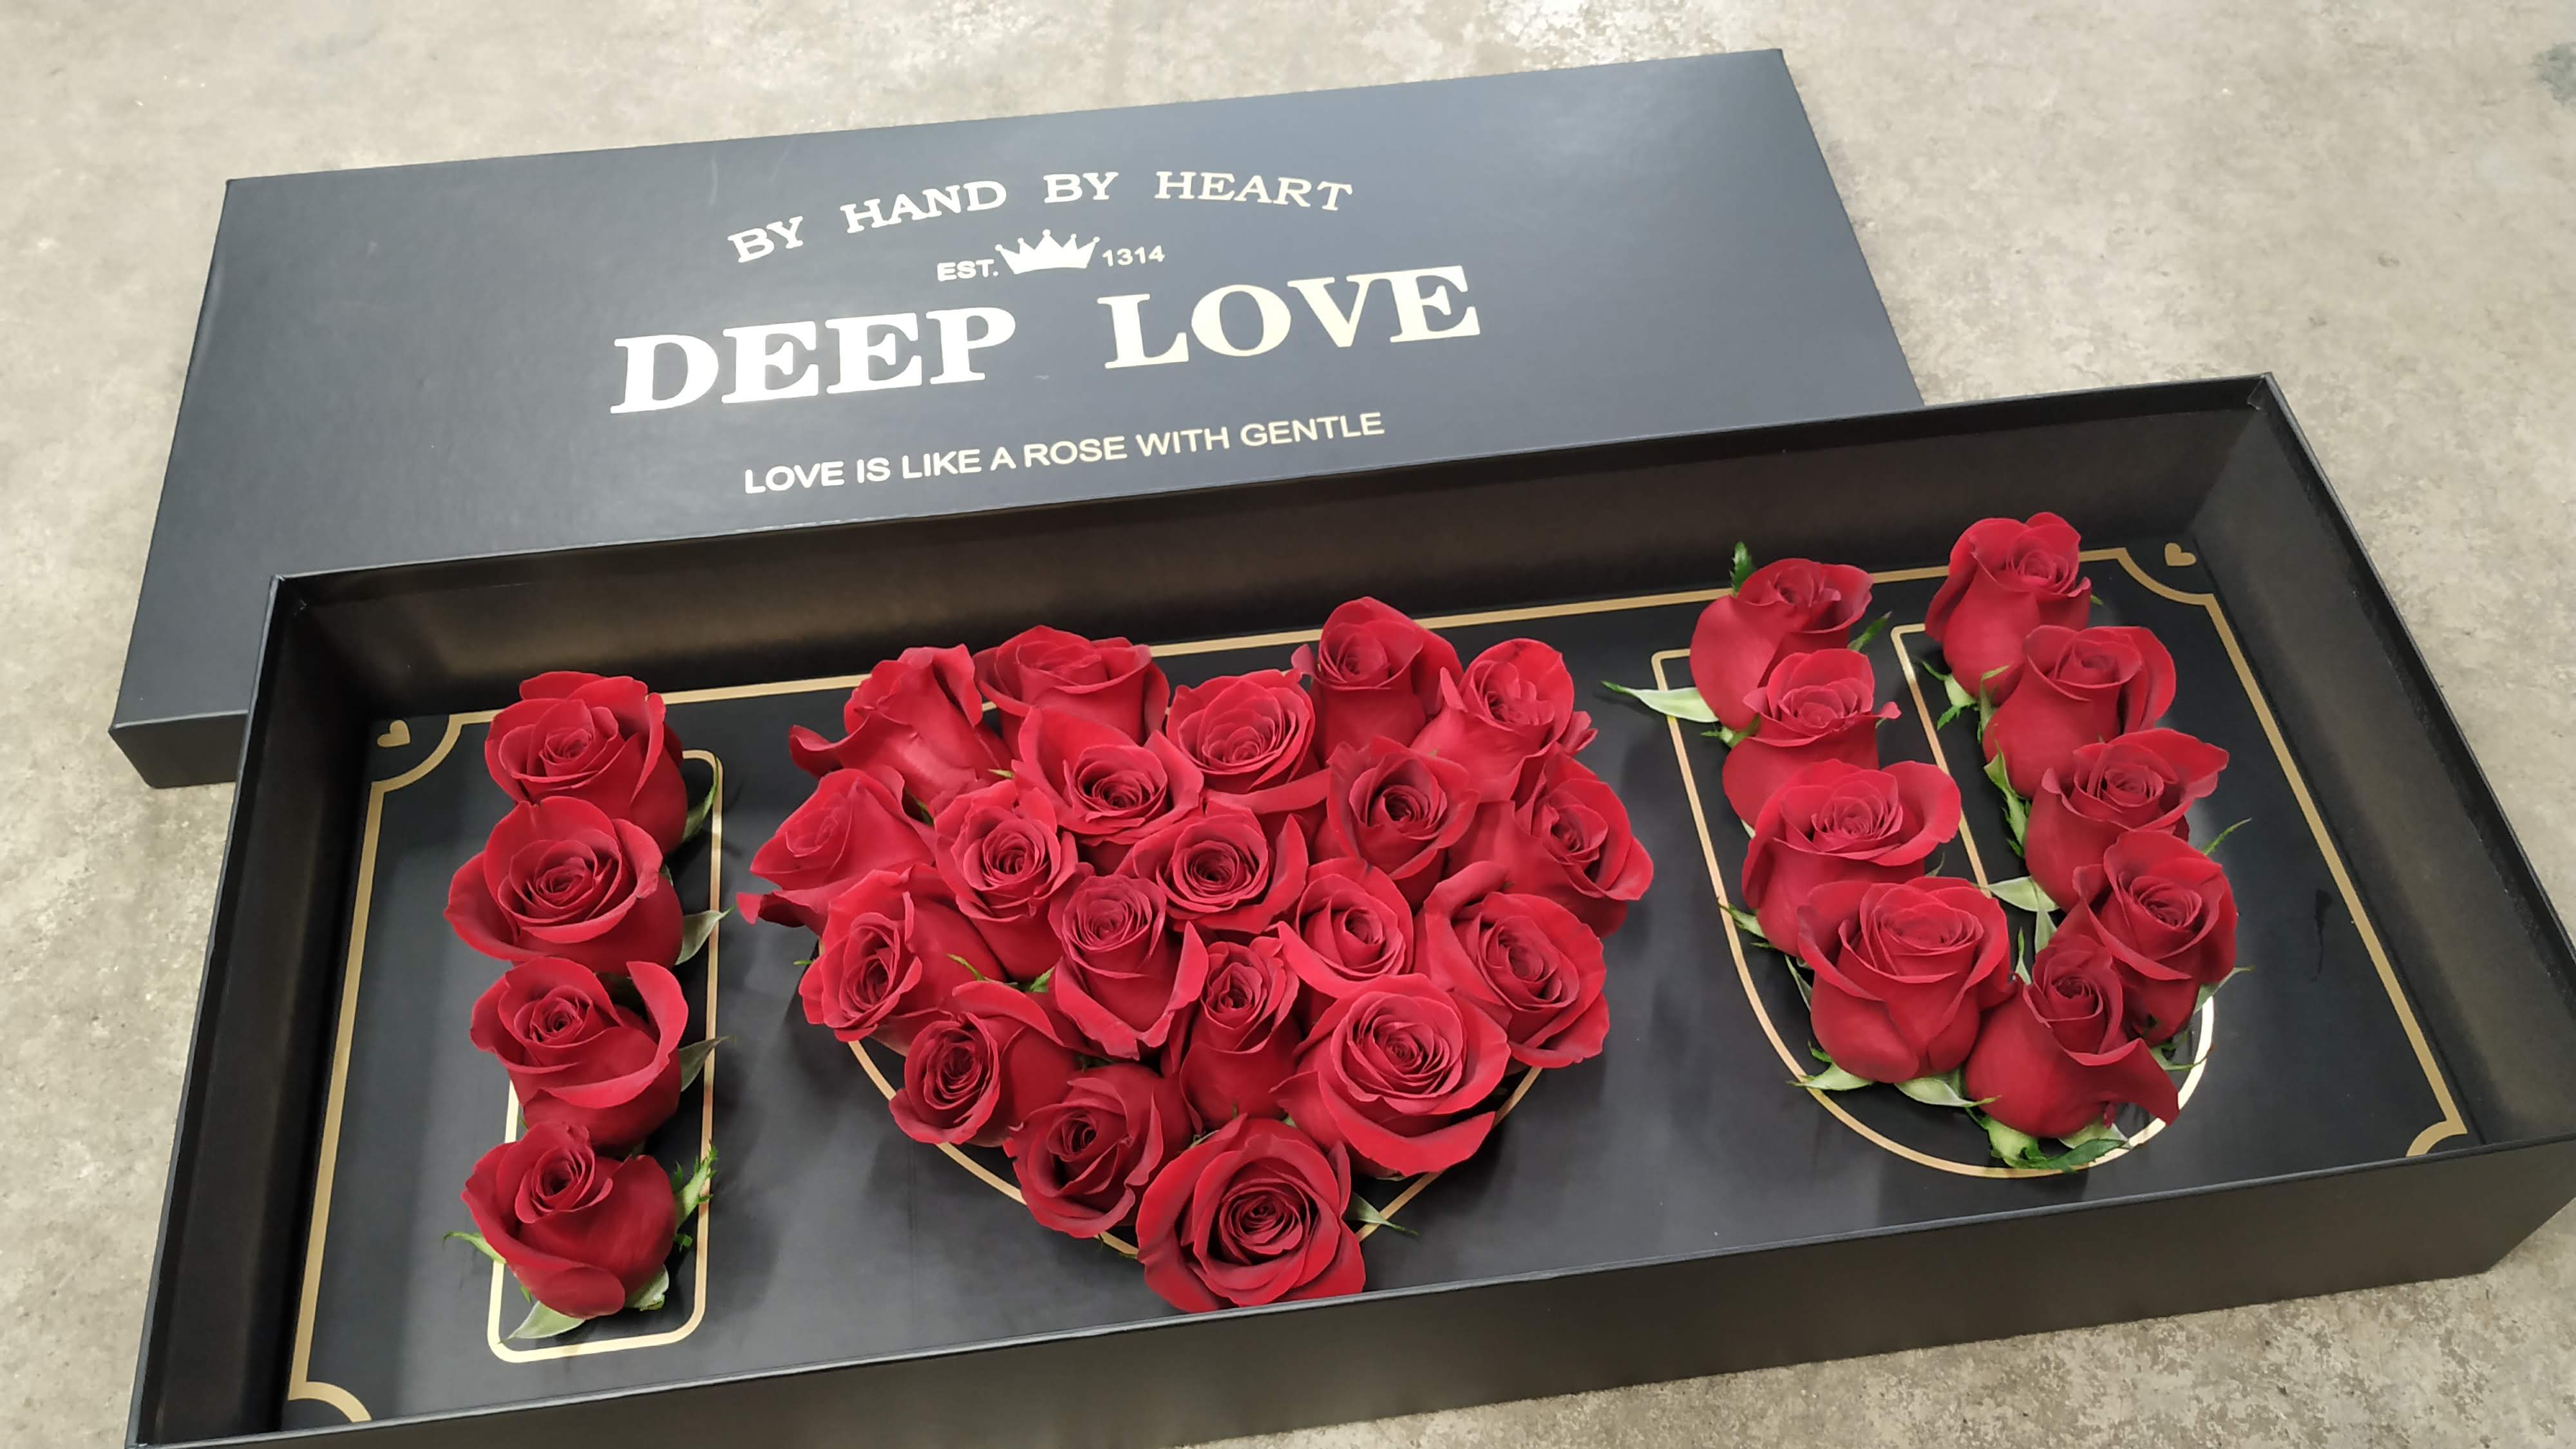 BY HAND BY HEART
EST. 1314
DEEP LOVE
LOVE IS LIKE A ROSE WITH GENTLE
I U